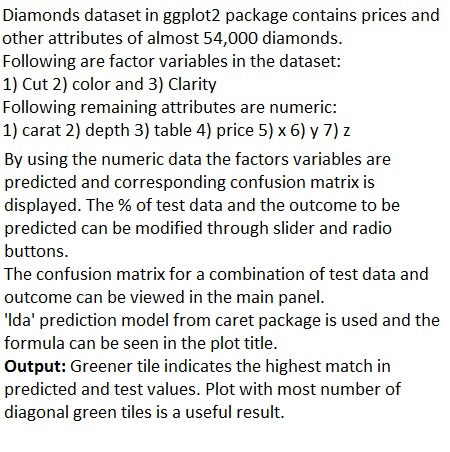 Diamonds dataset in ggplot2 package contains prices and
other attributes of almost 54,000 diamonds.
Following are factor variables in the dataset:
1) Cut 2) color and 3) Clarity
Following remaining attributes are numeric:
1) carat 2) depth 3) table 4) price 5) x 6) y 7) z
By using the numeric data the factors variables are
predicted and corresponding confusion matrix is
displayed. The % of test data and the outcome to be
predicted can be modified through slider and radio
buttons.
The confusion matrix for a combination of test data and
outcome can be viewed in the main panel.
'lda' prediction model from caret package is used and the
formula can be seen in the plot title.
Output: Greener tile indicates the highest match in
predicted and test values. Plot with most number of
diagonal green tiles is a useful result.